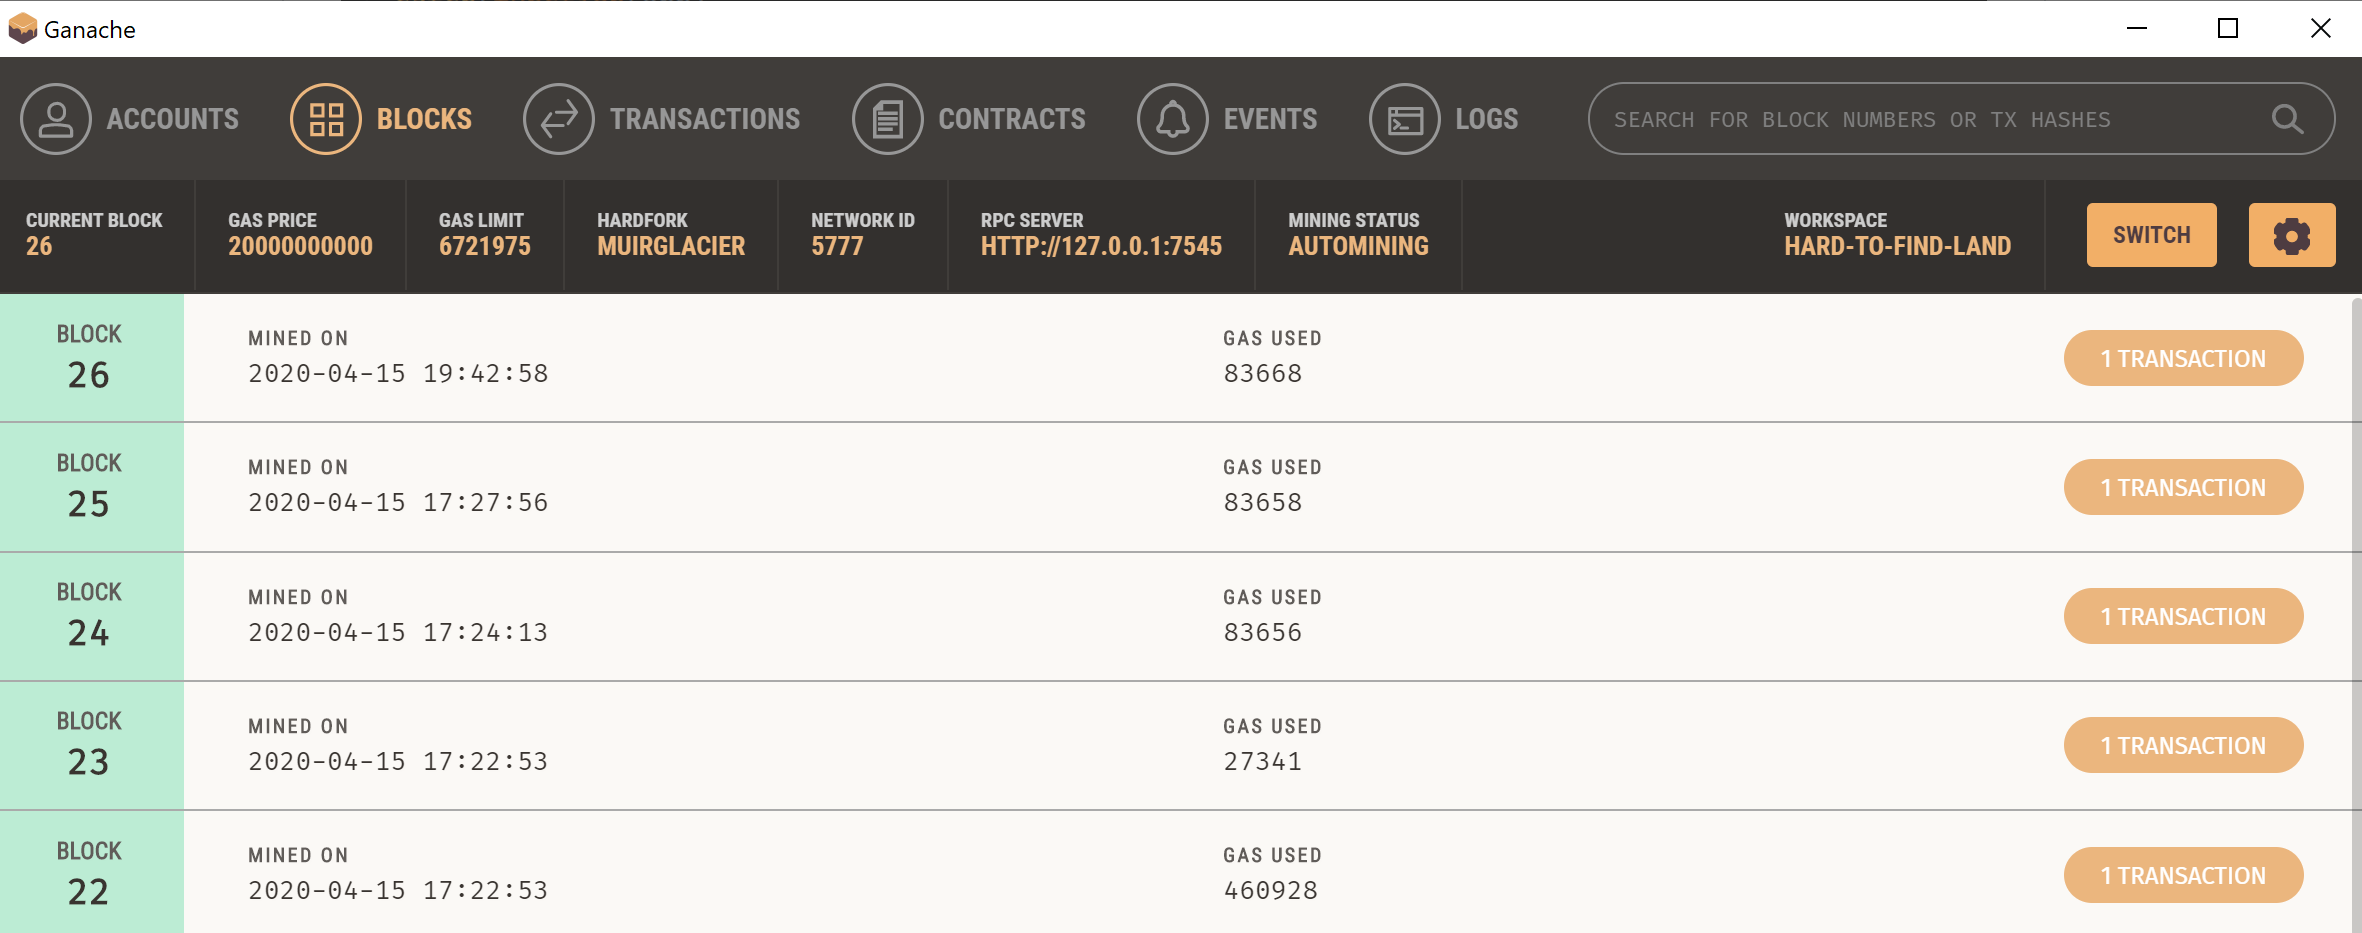 Ganache
ACCOUNTS BLOCKS TRANSACTIONS CONTRACTS EVENTS LOGS SEARCH FOR BLOCK NUMBERS OR TX HASHES
CURRENT BLOCK GAS PRICE GAS LIMIT HARDFORK NETWORK ID RPC SERVER MINING STATUS WORKSPACE
26 20000000000 6721975 MUIRGLACIER 5777 HTTP://127.0.0.1:7545 AUTOMINING HARD-TO-FIND-LAND SWITCH
BLOCK MINED ON GAS USED
26 2020-04-15 19:42:58 83668 1 TRANSACTION
BLOCK MINED ON GAS USED
25 2020-04-15 17:27:56 83658 1 TRANSACTION
BLOCK MINED ON GAS USED
24 2020-04-15 17:24:13 83656 1 TRANSACTION
BLOCK MINED ON GAS USED
23 2020-04-15 17:22:53 27341 1 TRANSACTION
BLOCK MINED ON GAS USED
22 2020-04-15 17:22:53 460928 1 TRANSACTION